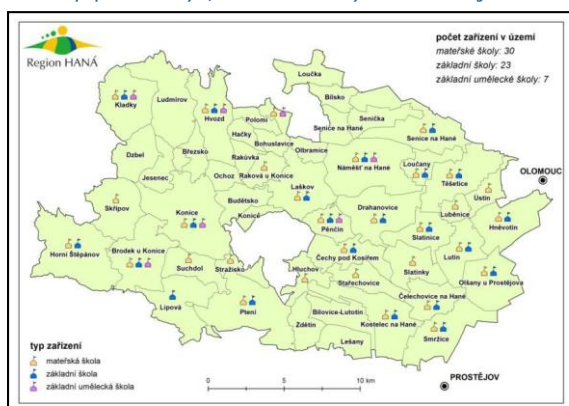 Region HANÁ
počet zařízení v území
mateřské školy: 30
základní školy: 23
základní umělecké školy: 7
Loučka
Kladky
Ludmírov
Hvozd
Polomí
Bílsko
Senička
Hačky
Senice na Hané
Senice na Hané
Bohuslavice
Dzbel
Březsko
Rakůvka
Olbramice
Náměšť na Hané
Loučany
OLOMOUC
Jesenec
Ochoz
Raková u Konice
Těšetice
Laškov
Ústín
Skřípov
Budětsko
Drahanovice
Luběnice
Konice
Konice
Pěnčín
Hněvotín
Slatinice
Horní Štěpánov
Brodek u Konice
Čechy pod Kosířem
Lutín
Suchdol
Stražisko
Hluchov
Slatinky
Olšany u Prostějova
Stařechovice
Čelechovice na Hané
Lipová
Ptení
Bílovice-Lutotín
Kostelec na Hané
Zdětín
Smržice
Lešany
typ zařízení
mateřská škola
základní škola
základní umělecká škola
0 5 10 km
PROSTĚJOV